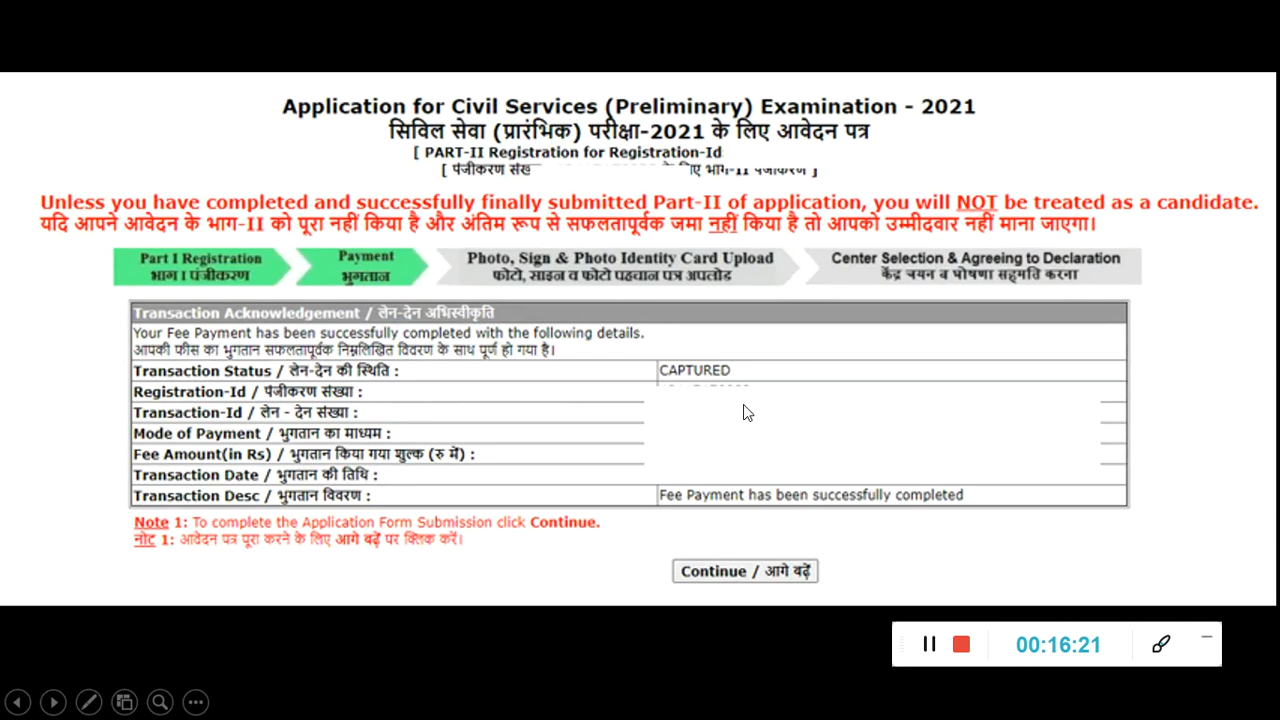 Application for Civil Services (Preliminary) Examination - 2021
सिविल सेवा (प्रारंभिक) परीक्षा-2021 के लिए आवेदन पत्र
[ PART-II Registration for Registration-Id
[ पंजीकरण संख्य के लिए भाग-II पंजीकरण ]
Unless you have completed and successfully finally submitted Part-II of application, you will NOT be treated as a candidate.
यदि आपने आवेदन के भाग-II को पूरा नहीं किया है और अंतिम रूप से सफलतापूर्वक जमा नहीं किया है तो आपको उम्मीदवार नहीं माना जाएगा।
Part I Registration
भाग I पंजीकरण
Payment
भुगतान
Photo, Sign & Photo Identity Card Upload
फोटो, साइन व फोटो पहचान पत्र अपलोड
Center Selection & Agreeing to Declaration
केंद्र चयन व घोषणा सहमति करना
Transaction Acknowledgement / लेन-देन अभिस्वीकृति
Your Fee Payment has been successfully completed with the following details.
आपकी फीस का भुगतान सफलतापूर्वक निम्नलिखित विवरण के साथ पूर्ण हो गया है।
Transaction Status / लेन-देन की स्थिति : CAPTURED
Registration-Id / पंजीकरण संख्या :
Transaction-Id / लेन - देन संख्या :
Mode of Payment / भुगतान का माध्यम :
Fee Amount(in Rs) / भुगतान किया गया शुल्क (रु में) :
Transaction Date / भुगतान की तिथि :
Transaction Desc / भुगतान विवरण : Fee Payment has been successfully completed
Note 1: To complete the Application Form Submission click Continue.
नोट 1: आवेदन पत्र पूरा करने के लिए आगे बढ़ें पर क्लिक करें।
Continue / आगे बढ़ें
00:16:21